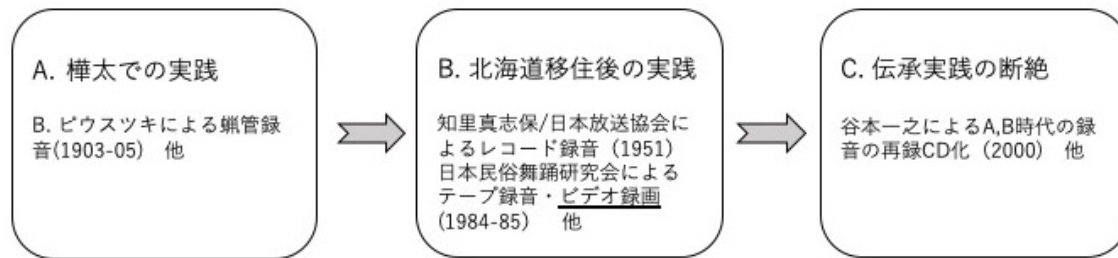 A. 樺太での実践
B. ピウスツキによる蝋管録
音(1903-05) 他
B. 北海道移住後の実践
知里真志保/日本放送協会に
よるレコード録音（1951）
日本民俗舞踊研究会による
テープ録音・ビデオ録画
(1984-85) 他
C. 伝承実践の断絶
谷本一之によるA,B時代の録
音の再録CD化（2000） 他